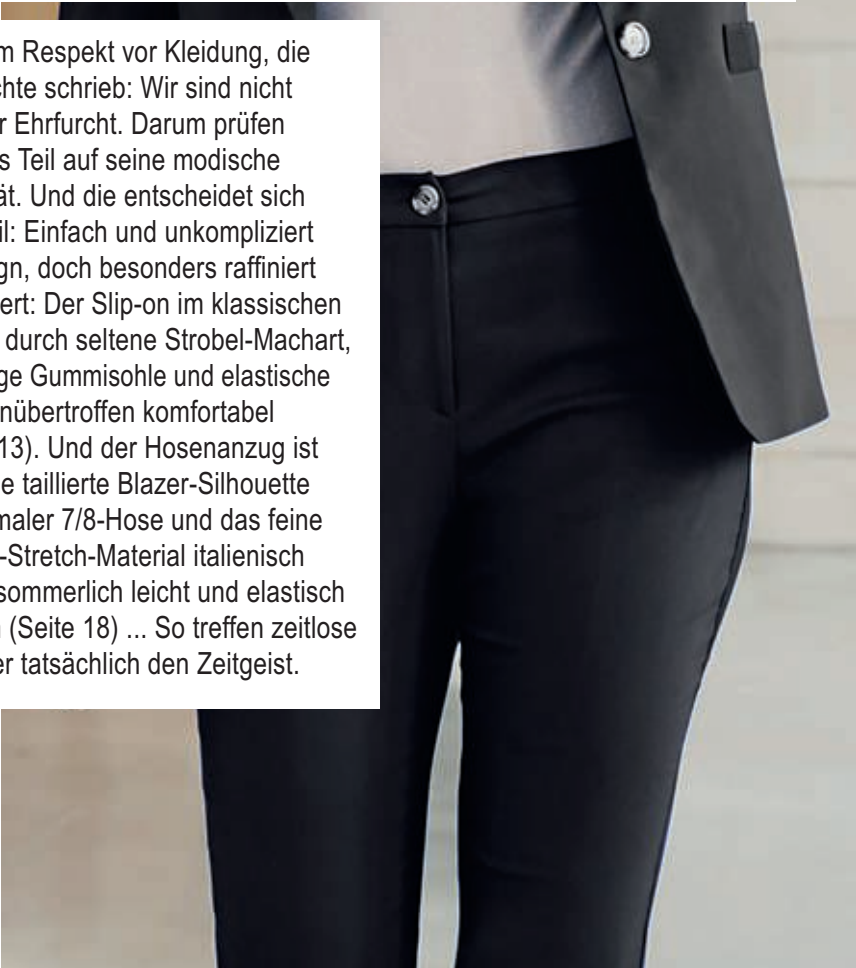 m Respekt vor Kleidung, die
chte schrieb: Wir sind nicht
r Ehrfurcht. Darum prüfen
s Teil auf seine modische
ät. Und die entscheidet sich
il: Einfach und unkompliziert
gn, doch besonders raffiniert
ert: Der Slip-on im klassischen
durch seltene Strobel-Machart,
ge Gummisohle und elastische
nübertroffen komfortabel
13). Und der Hosenanzug ist
e taillierte Blazer-Silhouette
maler 7/8-Hose und das feine
-Stretch-Material italienisch
sommerlich leicht und elastisch
(Seite 18) ... So treffen zeitlose
er tatsächlich den Zeitgeist.